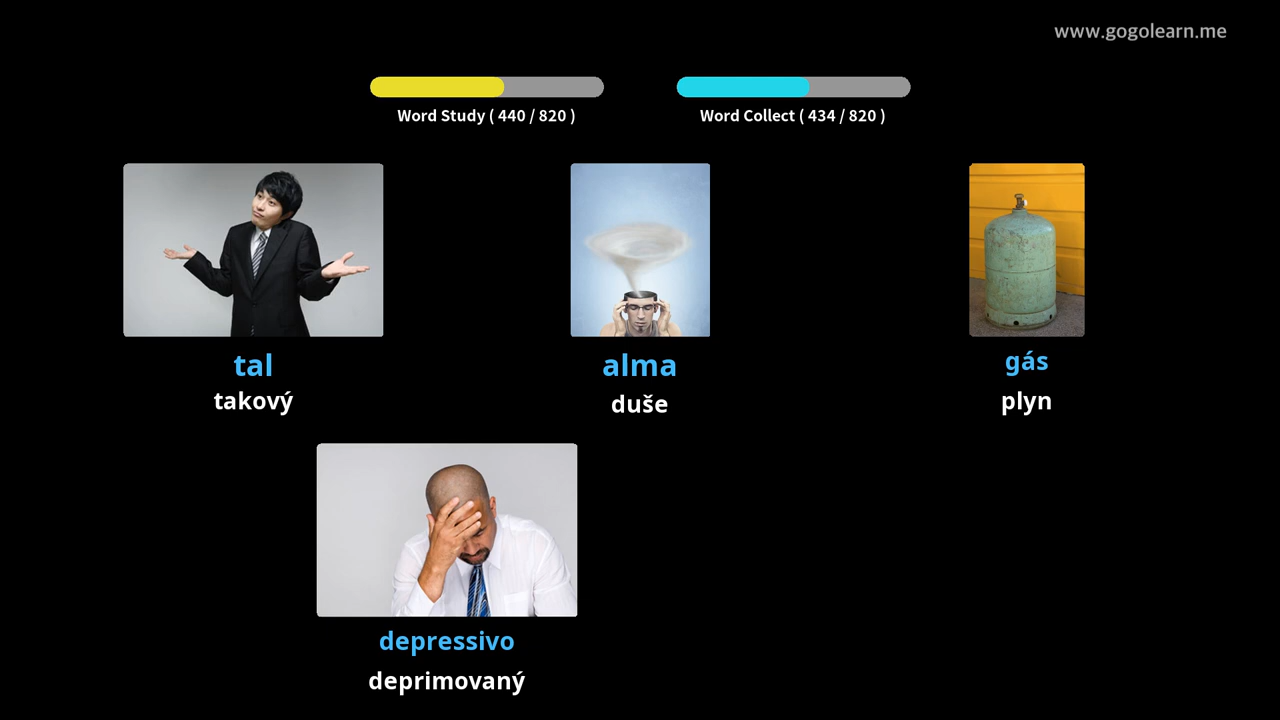 www.gogolearn.me
Word Study ( 440 / 820 )
Word Collect ( 434 / 820 )
tal
takový
alma
duše
gás
plyn
depressivo
deprimovaný